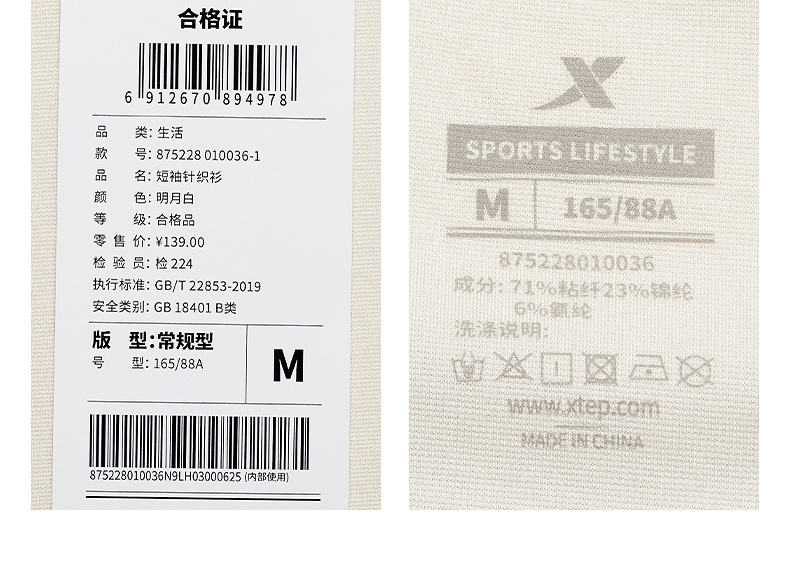 合格证
6 912670 894978
品 类: 生活
款 号: 875228 010036-1
品 名: 短袖针织衫
颜 色: 明月白
等 级: 合格品
零 售 价: ¥139.00
检 验 员: 检 224
执行标准: GB/T 22853-2019
安全类别: GB 18401 B类
版 型: 常规型
号 型: 165/88A
M
875228010036N9LH03000625 (内部使用)
SPORTS LIFESTYLE
M 165/88A
875228010036
成分: 71%粘纤23%锦纶
6%氨纶
洗涤说明:
www.xtep.com
MADE IN CHINA